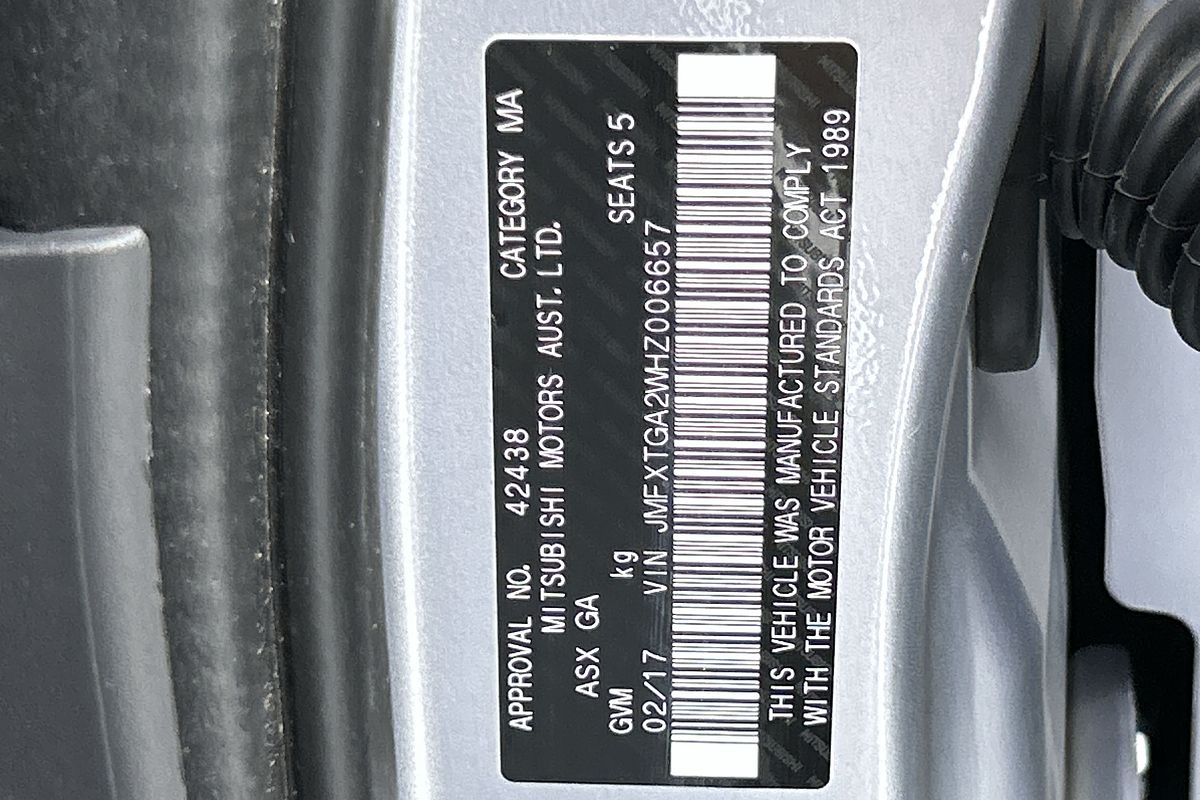 APPROVAL NO. 42438 CATEGORY MA
MITSUBISHI MOTORS AUST. LTD.
ASX GA
GVM kg SEATS 5
02/17 VIN JMFXTGA2WHZ006657
THIS VEHICLE WAS MANUFACTURED TO COMPLY
WITH THE MOTOR VEHICLE STANDARDS ACT 1989